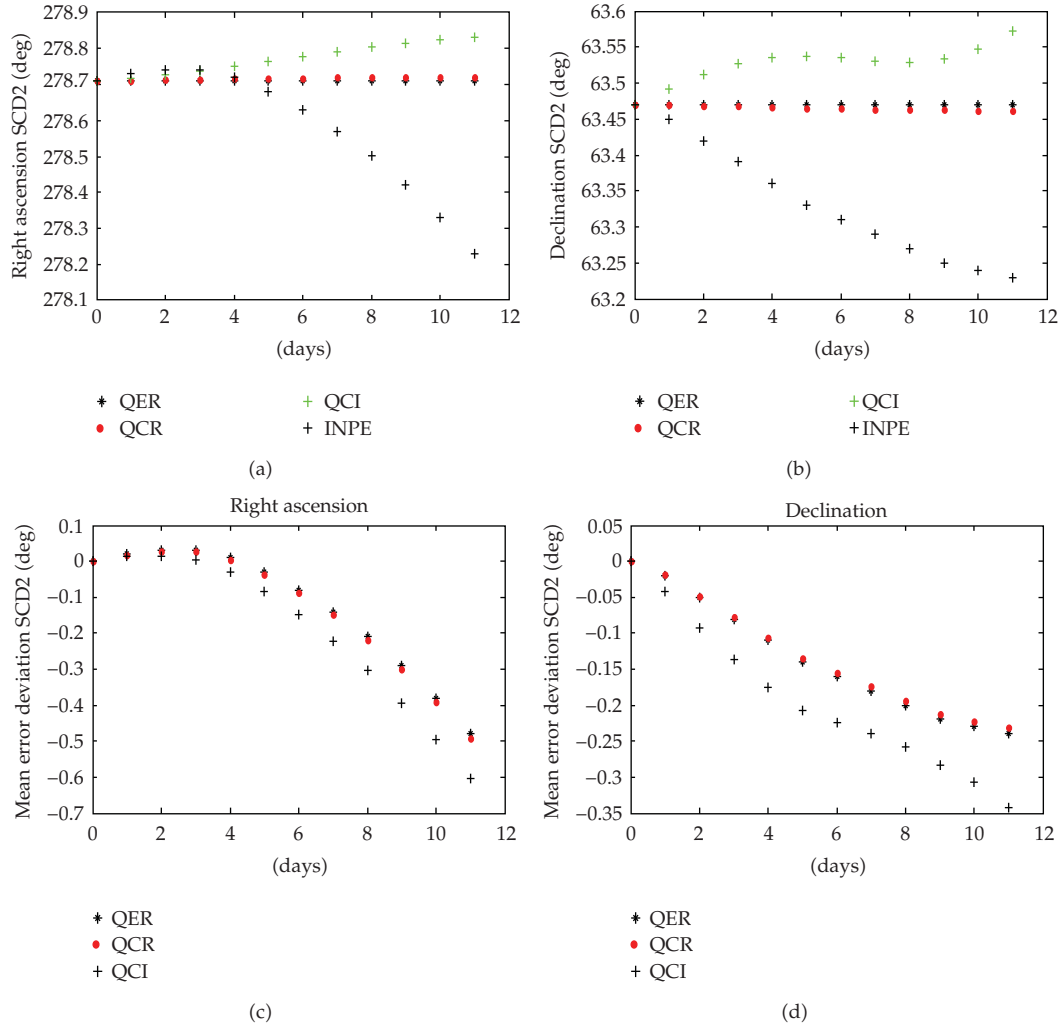 278.9
278.8
278.7
278.6
278.5
278.4
278.3
278.2
278.1
Right ascension SCD2 (deg)
0 2 4 6 8 10 12
(days)
QER
QCR
QCI
INPE
(a)
63.6
63.55
63.5
63.45
63.4
63.35
63.3
63.25
63.2
Declination SCD2 (deg)
0 2 4 6 8 10 12
(days)
QER
QCR
QCI
INPE
(b)
Right ascension
0.1
0
−0.1
−0.2
−0.3
−0.4
−0.5
−0.6
−0.7
Mean error deviation SCD2 (deg)
0 2 4 6 8 10 12
(days)
QER
QCR
QCI
(c)
Declination
0.05
0
−0.05
−0.1
−0.15
−0.2
−0.25
−0.3
−0.35
Mean error deviation SCD2 (deg)
0 2 4 6 8 10 12
(days)
QER
QCR
QCI
(d)